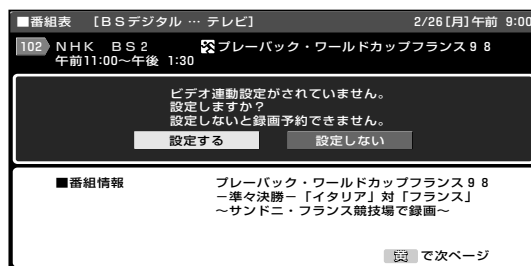 ■番組表 [BSデジタル … テレビ] 2/26[月]午前 9:00
102 NHK BS2 プレーバック・ワールドカップフランス98
午前11:00〜午後 1:30
ビデオ連動設定がされていません。
設定しますか?
設定しないと録画予約できません。
設定する 設定しない
■番組情報 プレーバック・ワールドカップフランス98
−準々決勝−「イタリア」対「フランス」
〜サンドニ・フランス競技場で録画〜
黄 で次ページ